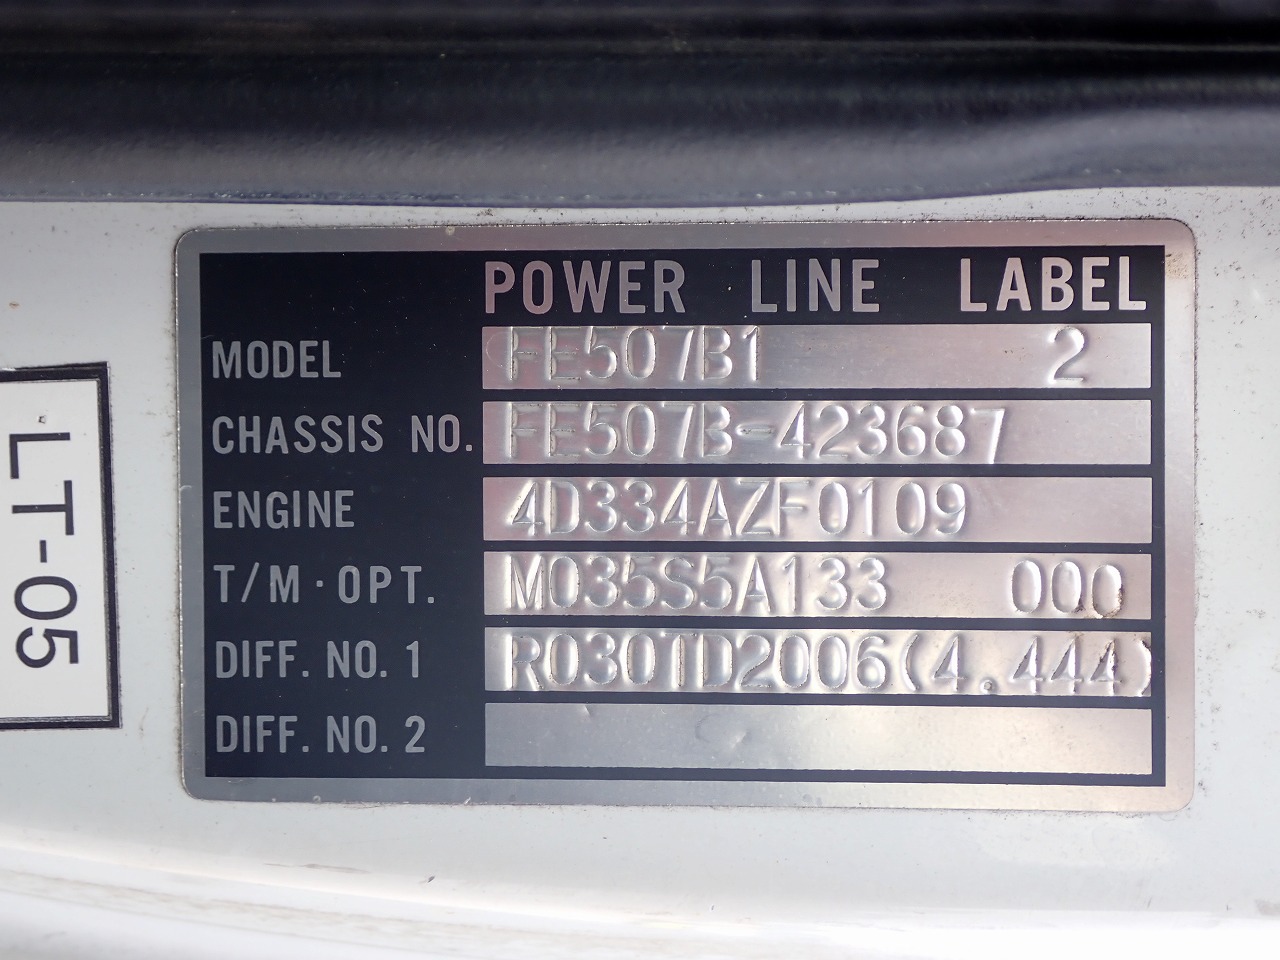 POWER LINE LABEL
MODEL FE507B1 2
CHASSIS NO. FE507B-423687
ENGINE 4D334AZF0109
T/M·OPT. M035S5A133 000
DIFF. NO. 1 R030TD2006(4.444)
DIFF. NO. 2
LT-05